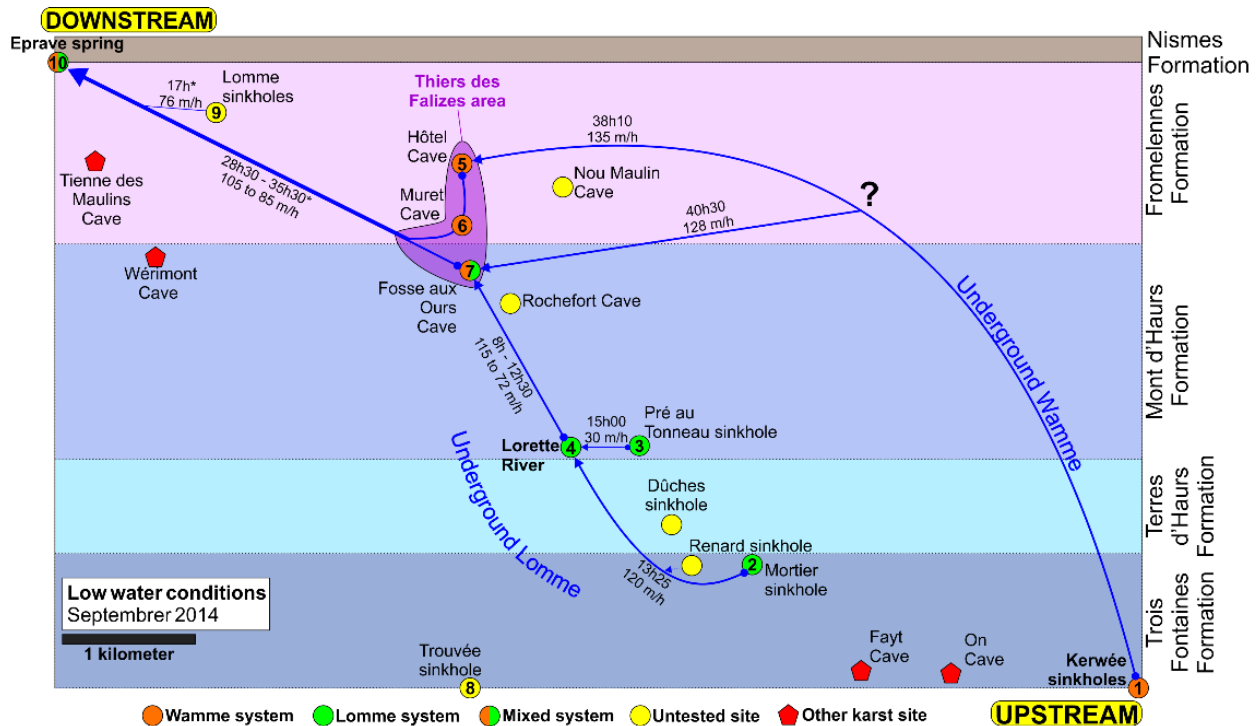 DOWNSTREAM
Eprave spring
10
Nismes
Formation
17h*
76 m/h
Lomme
sinkholes
9
Thiers des
Falizes area
38h10
135 m/h
Hôtel
Cave
5
Nou Maulin
Cave
Tienne des
Maulins
Cave
28h30 - 35h30*
105 to 85 m/h
Muret
Cave
6
?
40h30
128 m/h
Fromelennes
Formation
Wérimont
Cave
7
Fosse aux
Ours
Cave
Rochefort Cave
Underground Wamme
8h - 12h30
115 to 72 m/h
Mont d'Haurs
Formation
15h00
30 m/h
Pré au
Tonneau sinkhole
Lorette
River
4
3
Underground Lomme
Dûches
sinkhole
Terres
d'Haurs
Formation
Renard sinkhole
2
Mortier
sinkhole
13h25
120 m/h
Low water conditions
Septembrer 2014
1 kilometer
Trois
Fontaines
Formation
Trouvée
sinkhole
8
Fayt
Cave
On
Cave
Kerwée
sinkholes
1
Wamme system
Lomme system
Mixed system
Untested site
Other karst site
UPSTREAM